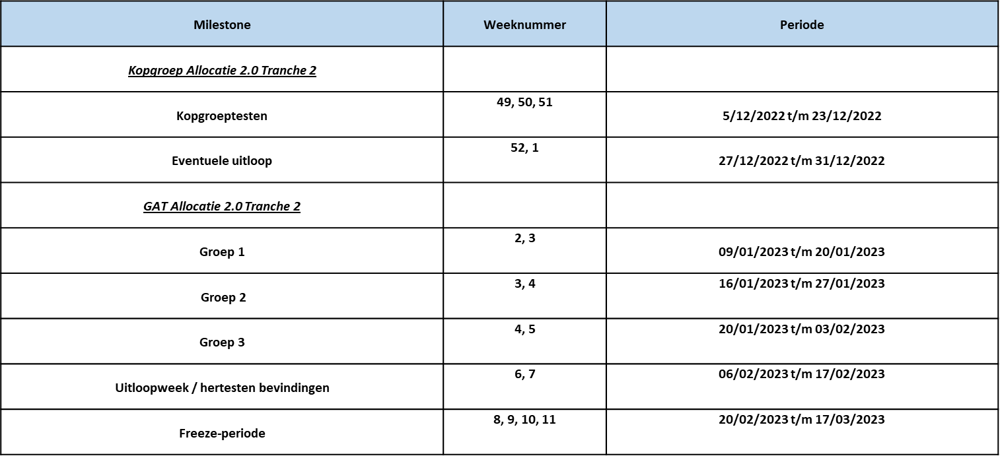 Milestone Weeknummer Periode
Kopgroep Allocatie 2.0 Tranche 2
Kopgroeptesten 49, 50, 51 5/12/2022 t/m 23/12/2022
Eventuele uitloop 52, 1 27/12/2022 t/m 31/12/2022
GAT Allocatie 2.0 Tranche 2
Groep 1 2, 3 09/01/2023 t/m 20/01/2023
Groep 2 3, 4 16/01/2023 t/m 27/01/2023
Groep 3 4, 5 20/01/2023 t/m 03/02/2023
Uitloopweek / hertesten bevindingen 6, 7 06/02/2023 t/m 17/02/2023
Freeze-periode 8, 9, 10, 11 20/02/2023 t/m 17/03/2023